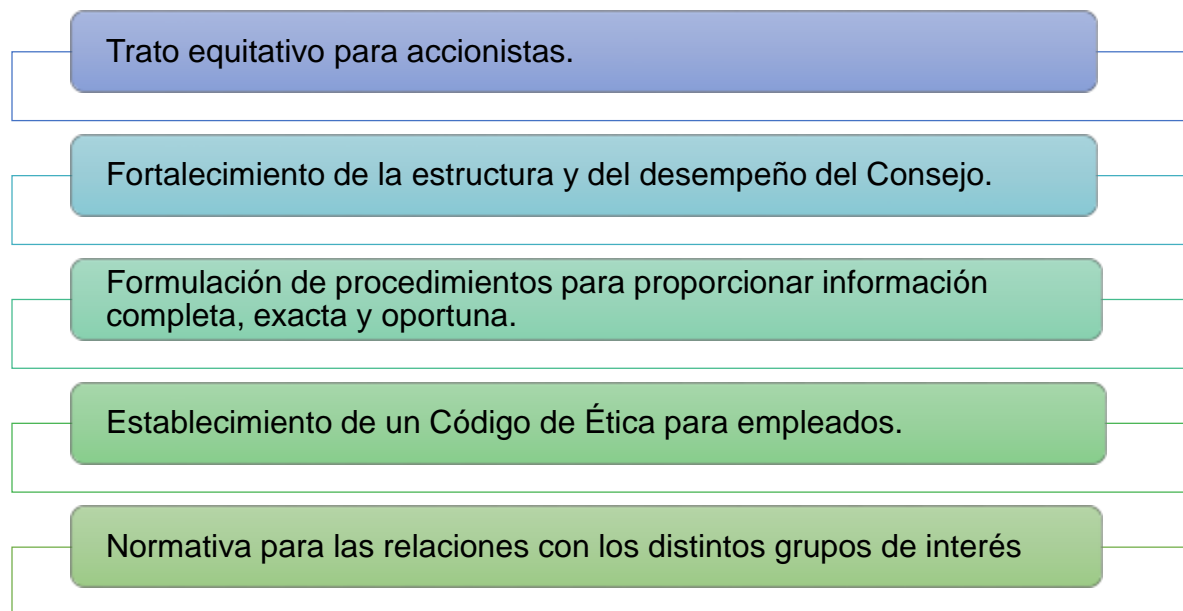 Trato equitativo para accionistas.
Fortalecimiento de la estructura y del desempeño del Consejo.
Formulación de procedimientos para proporcionar información
completa, exacta y oportuna.
Establecimiento de un Código de Ética para empleados.
Normativa para las relaciones con los distintos grupos de interés